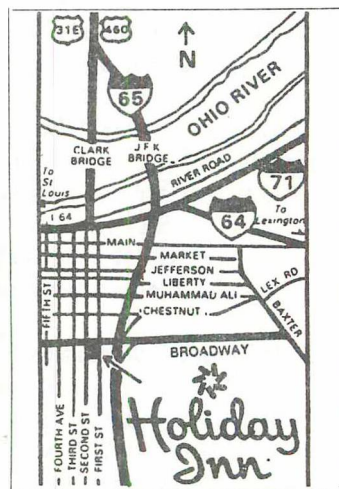 31E 460
N
65
OHIO RIVER
CLARK
BRIDGE
JFK
BRIDGE
RIVER ROAD
71
To
St
Louis
I 64
64
To
Lexington
MAIN
MARKET
JEFFERSON
LIBERTY
MUHAMMAD ALI
CHESTNUT
LEX RD
BAXTER
BROADWAY
FIFTH ST
FOURTH AVE
THIRD ST
SECOND ST
FIRST ST
Holiday
Inn